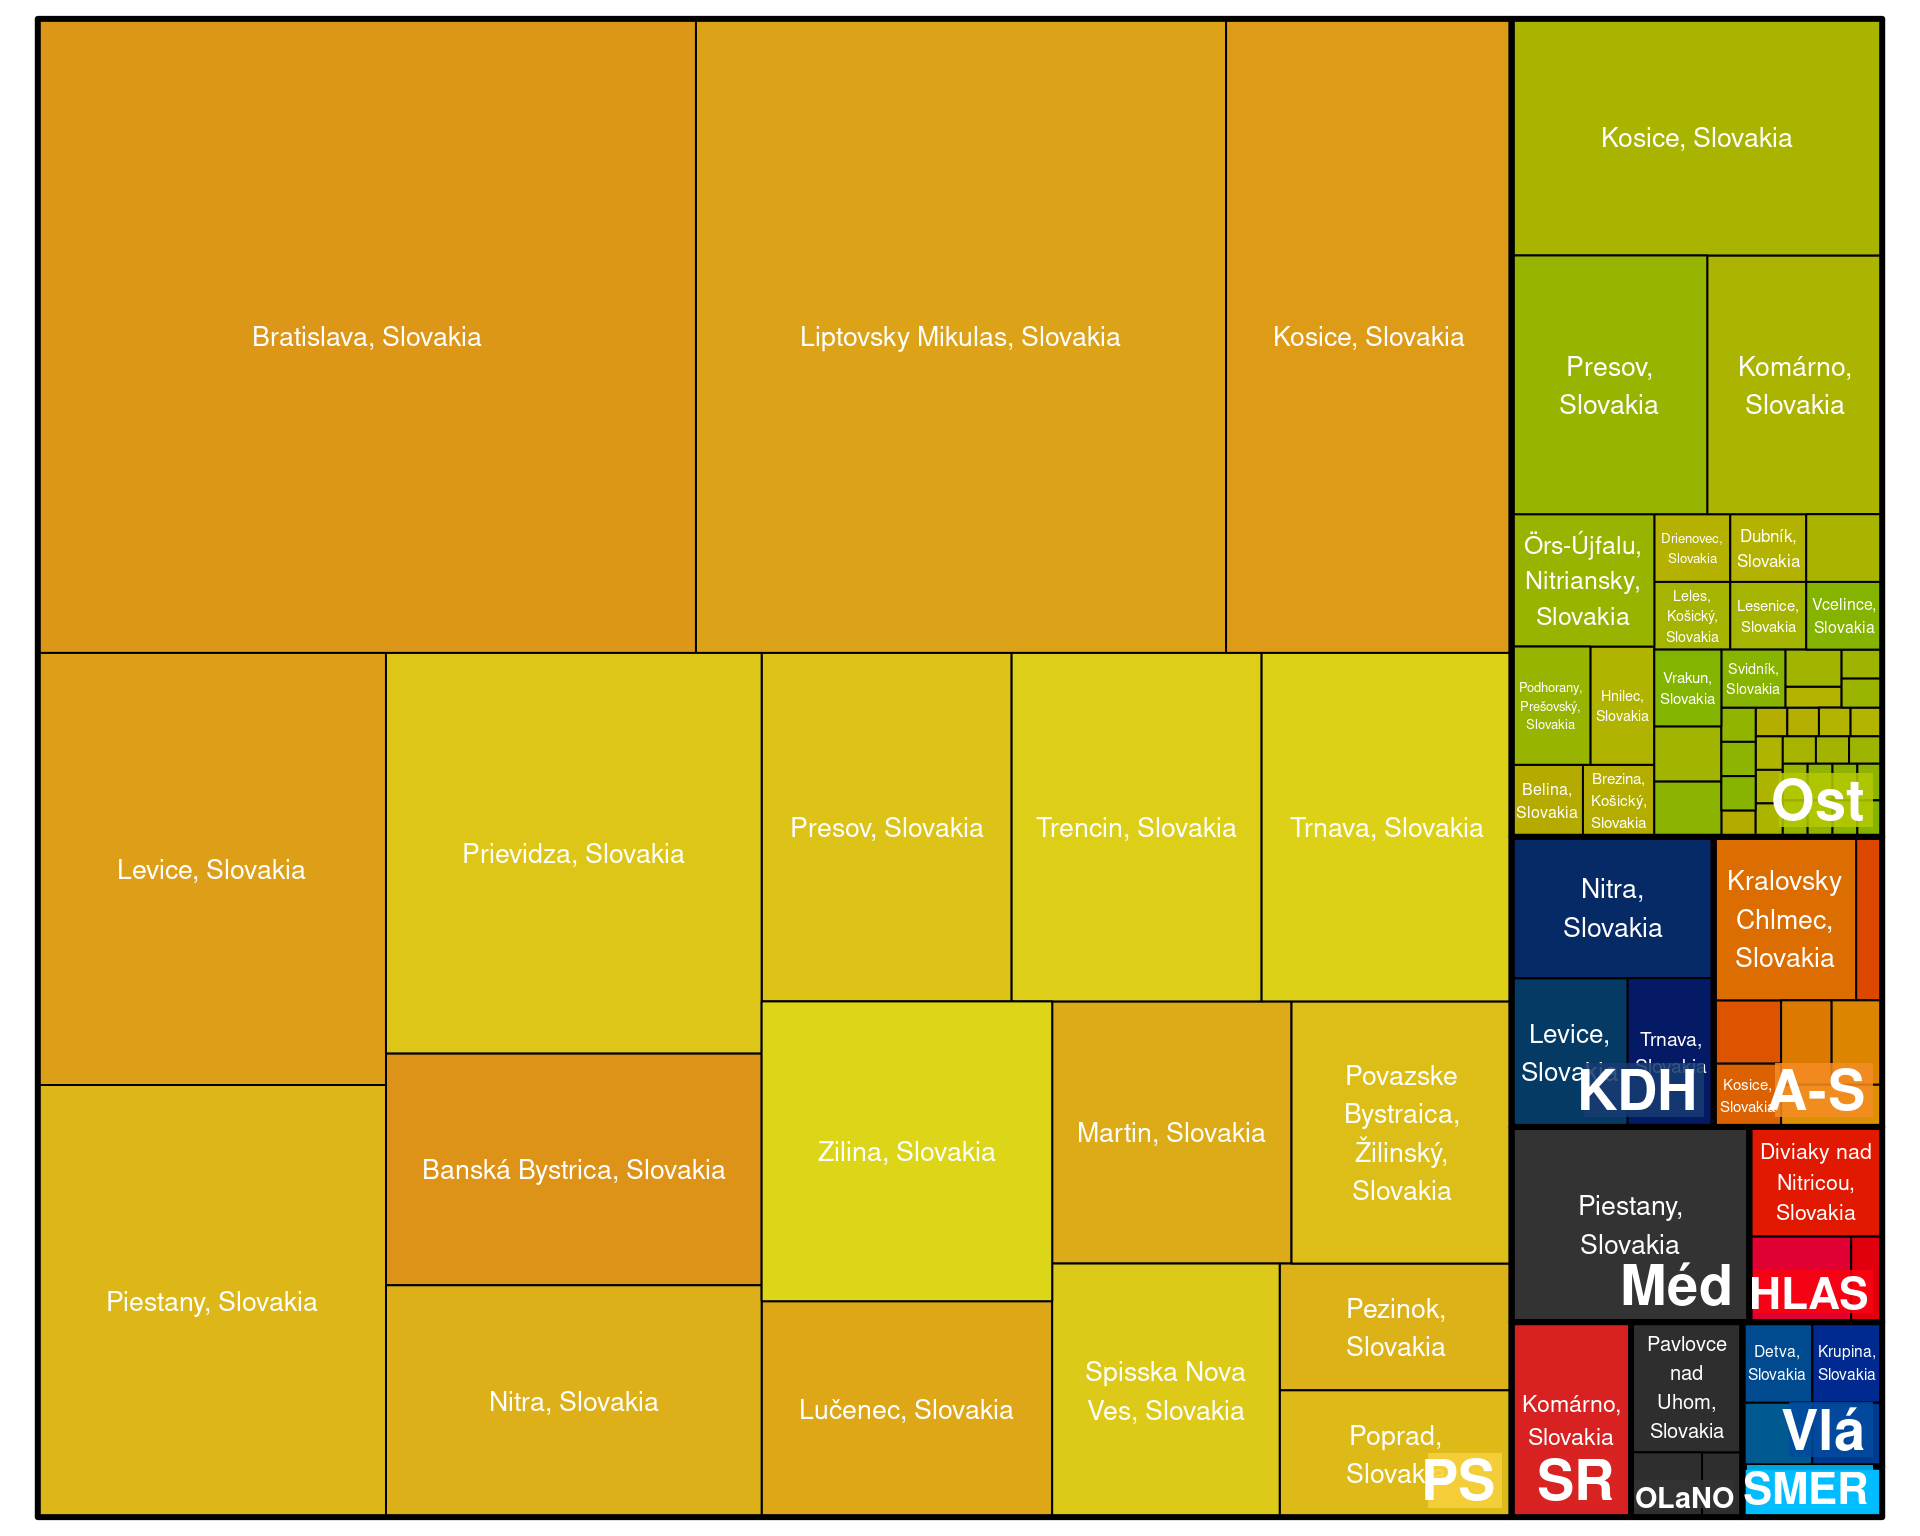 Bratislava, Slovakia
Liptovsky Mikulas, Slovakia
Kosice, Slovakia
Levice, Slovakia
Prievidza, Slovakia
Presov, Slovakia
Trencin, Slovakia
Trnava, Slovakia
Piestany, Slovakia
Banská Bystrica, Slovakia
Nitra, Slovakia
Zilina, Slovakia
Lučenec, Slovakia
Martin, Slovakia
Povazske
Bystraica,
Žilinský,
Slovakia
Spisska Nova
Ves, Slovakia
Pezinok,
Slovakia
Poprad,
Slovakia
PS
Kosice, Slovakia
Presov,
Slovakia
Komárno,
Slovakia
Örs-Újfalu,
Nitriansky,
Slovakia
Drienovec,
Slovakia
Dubník,
Slovakia
Leles,
Košický,
Slovakia
Lesenice,
Slovakia
Vcelince,
Slovakia
Podhorany,
Prešovský,
Slovakia
Hnilec,
Slovakia
Vrakun,
Slovakia
Svidník,
Slovakia
Belina,
Slovakia
Brezina,
Košický,
Slovakia
Ost
Nitra,
Slovakia
Levice,
Slovakia
Trnava,
Slovakia
KDH
Kralovsky
Chlmec,
Slovakia
Kosice,
Slovakia
A-S
Piestany,
Slovakia
Méd
Diviaky nad
Nitricou,
Slovakia
HLAS
Komárno,
Slovakia
SR
Pavlovce
nad
Uhom,
Slovakia
OLaNO
Detva,
Slovakia
Krupina,
Slovakia
Vlá
SMER